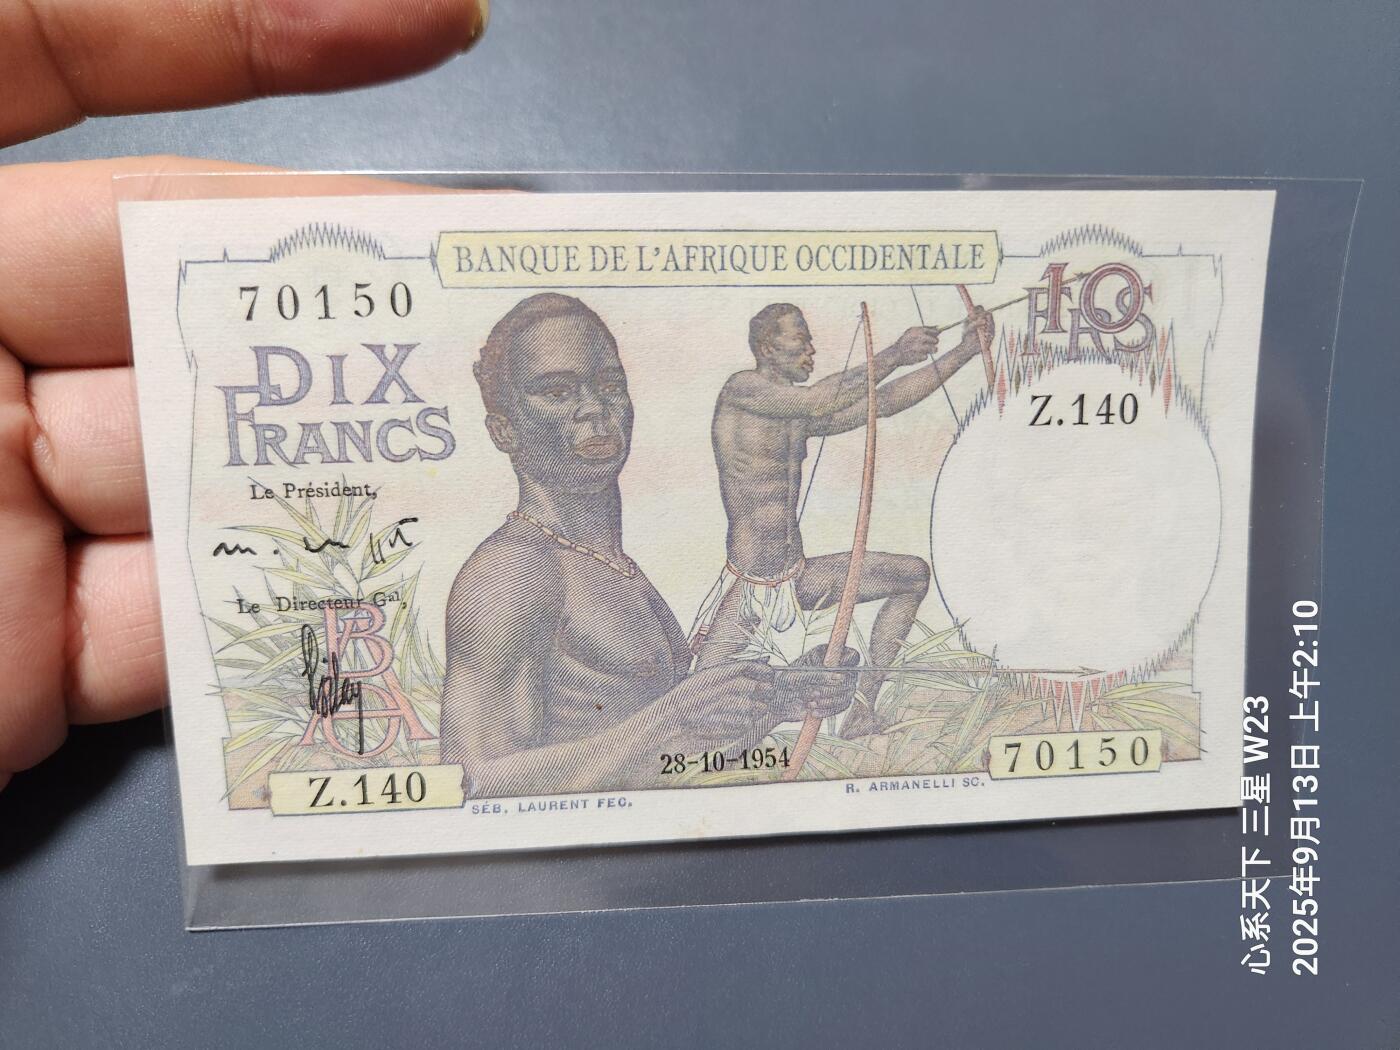 BANQUE DE L'AFRIQUE OCCIDENTALE
70150
10
FRS
DIX
FRANCS
Z.140
Le Président,
Le Directeur Gal,
BAO
28-10-1954
70150
Z.140
SÉB. LAURENT FEC.
R. ARMANELLI SC.
心系天下 三星 W23
2025年9月13日 上午2:10